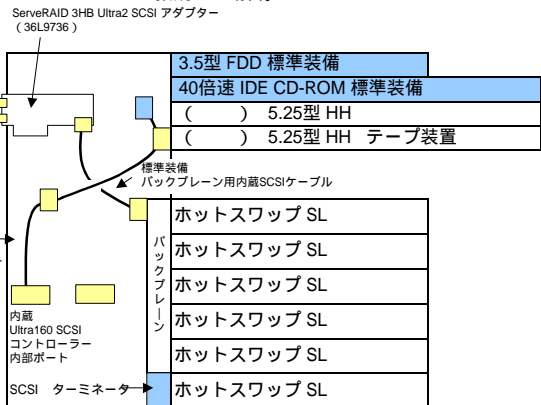 ServeRAID 3HB Ultra2 SCSI アダプター
（36L9736）
3.5型 FDD 標準装備
40倍速 IDE CD-ROM 標準装備
（　　）5.25型 HH
（　　）5.25型 HH テープ装置
標準装備
バックプレーン用内蔵SCSIケーブル
バックプレーン
ホットスワップ SL
ホットスワップ SL
ホットスワップ SL
ホットスワップ SL
ホットスワップ SL
ホットスワップ SL
内蔵
Ultra160 SCSI
コントローラー
内部ポート
SCSI　ターミネータ